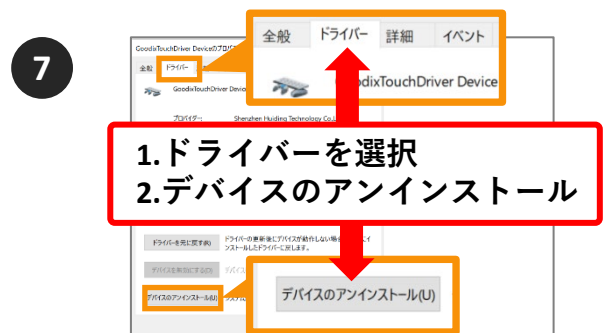 7
GoodixTouchDriver Deviceのプロパ
全般 ドライバー
全般 ドライバー 詳細 イベント
GoodixTouchDriver Device
プロバイダー: Shenzhen Huiding Technology Co.,L
1.ドライバーを選択
2.デバイスのアンインストール
ドライバーを元に戻す(R)
ドライバーの更新後にデバイスが動作しない場合
ンストールしたドライバーに戻します。
デバイスを無効にする(D)
デバイスのアンインストール(U)
デバイスのアンインストール(U)